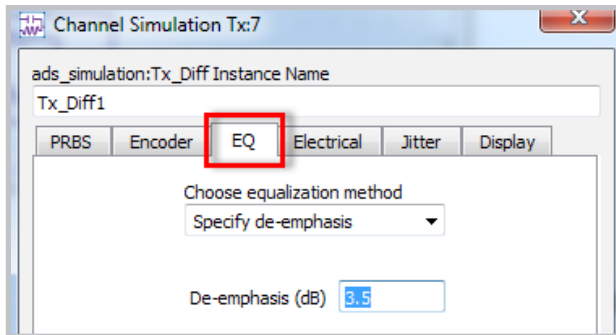 Channel Simulation Tx:7
ads_simulation:Tx_Diff Instance Name
Tx_Diff1
PRBS Encoder EQ Electrical Jitter Display
Choose equalization method
Specify de-emphasis
De-emphasis (dB) 3.5